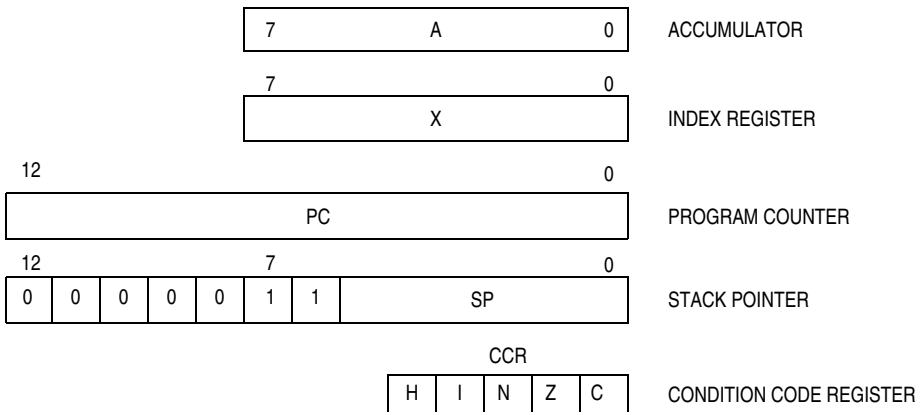 7 A 0 ACCUMULATOR
7 0
X INDEX REGISTER
12 0
PC PROGRAM COUNTER
12 7 0
0 0 0 0 0 1 1 SP STACK POINTER
CCR
H I N Z C CONDITION CODE REGISTER